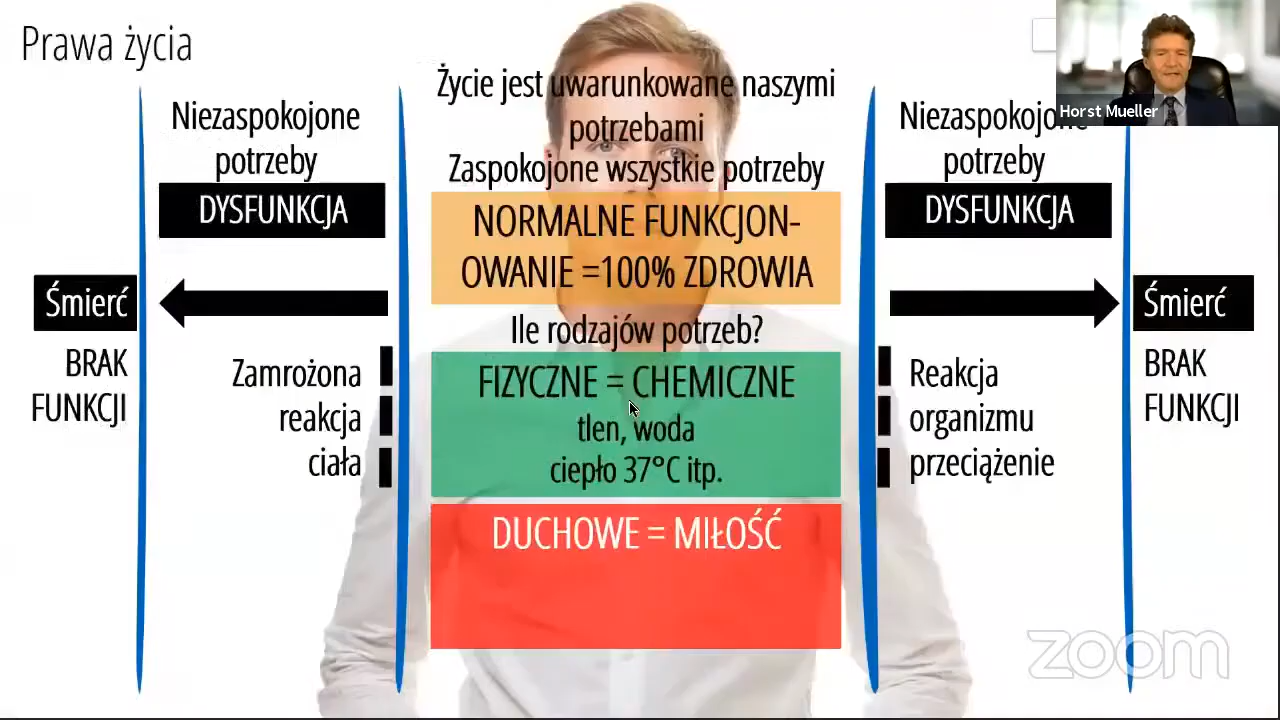 Prawa życia
Życie jest uwarunkowane naszymi
potrzebami
Zaspokojone wszystkie potrzeby
NORMALNE FUNKCJON-
OWANIE =100% ZDROWIA
Ile rodzajów potrzeb?
FIZYCZNE = CHEMICZNE
tlen, woda
ciepło 37°C itp.
DUCHOWE = MIŁOŚĆ
Niezaspokojone
potrzeby
DYSFUNKCJA
Śmierć
BRAK
FUNKCJI
Zamrożona
reakcja
ciała
Niezaspokojone
potrzeby
DYSFUNKCJA
Śmierć
BRAK
FUNKCJI
Reakcja
organizmu
przeciążenie
Horst Mueller
zoom